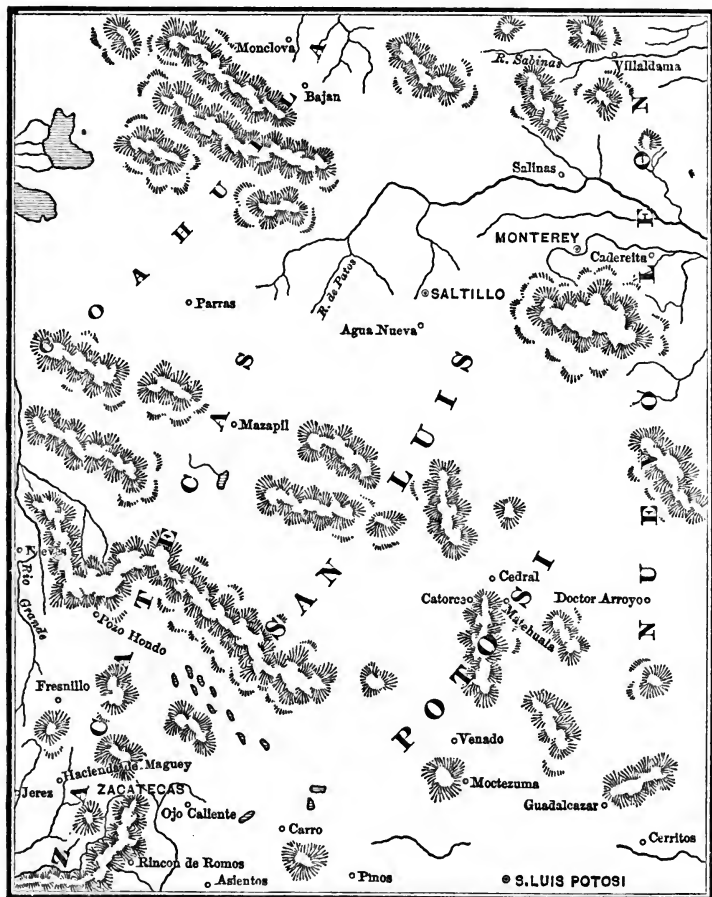 Monclova
R. Sabinas
Villaldama
Bajan
Salinas
MONTEREY
Cadereita
R. de Patos
SALTILLO
Parras
Agua Nueva
Mazapil
COAHUILA
NUEVO LEON
SAN LUIS POTOSI
ZACATECAS
Rio Grande
Cedral
Catorce
Matehuala
Doctor Arroyo
Pozo Hondo
Fresnillo
Venado
Hacienda de Maguey
Moctezuma
Jerez
ZACATECAS
Ojo Caliente
Guadalcazar
Carro
Cerritos
Rincon de Romos
Asientos
Pinos
S. LUIS POTOSI